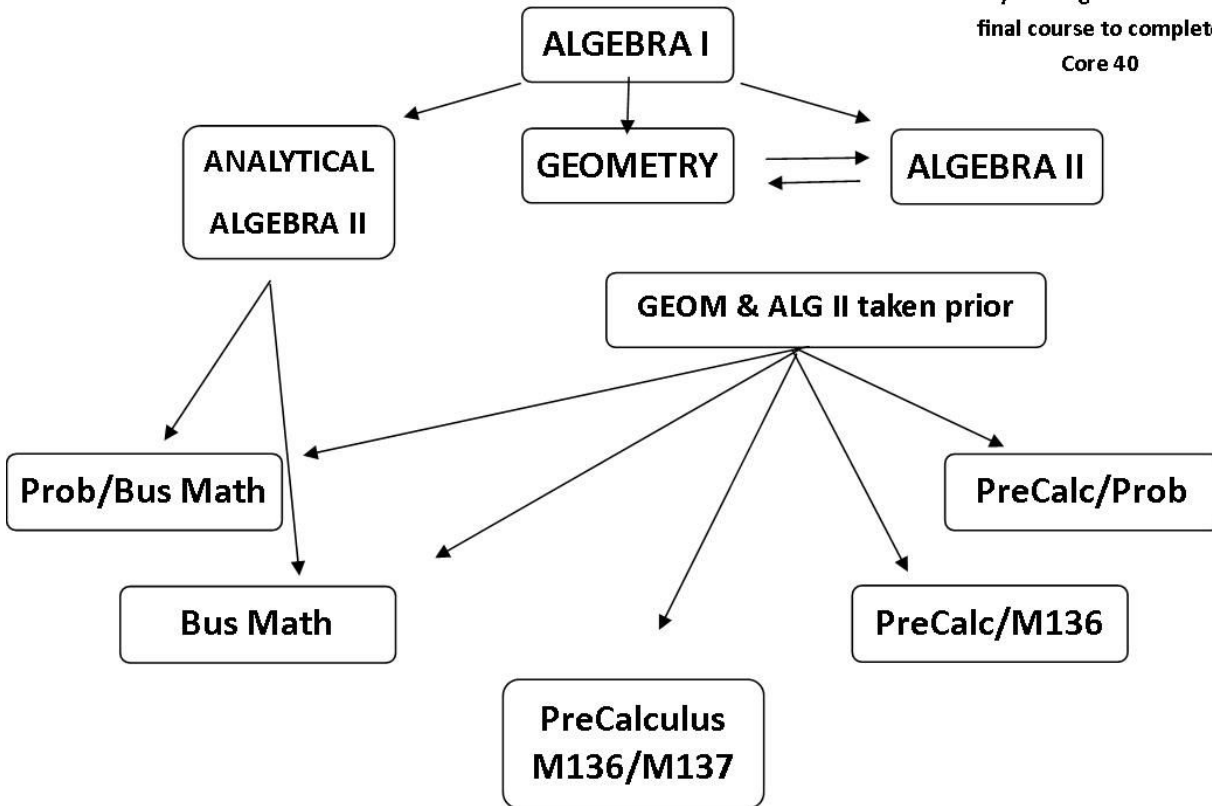 final course to complet
Core 40
ALGEBRA I
ANALYTICAL
ALGEBRA II
GEOMETRY
ALGEBRA II
GEOM & ALG II taken prior
Prob/Bus Math
PreCalc/Prob
Bus Math
PreCalc/M136
PreCalculus
M136/M137